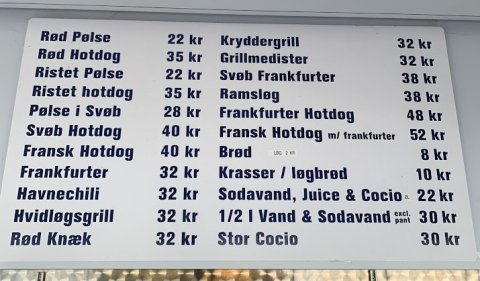 Rød Pølse 22 kr
Rød Hotdog 35 kr
Ristet Pølse 22 kr
Ristet hotdog 35 kr
Pølse i Svøb 28 kr
Svøb Hotdog 40 kr
Fransk Hotdog 40 kr
Frankfurter 32 kr
Havnechili 32 kr
Hvidløgsgrill 32 kr
Rød Knæk 32 kr
Kryddergrill 32 kr
Grillmedister 32 kr
Svøb Frankfurter 38 kr
Ramsløg 38 kr
Frankfurter Hotdog 48 kr
Fransk Hotdog m/ frankfurter 52 kr
Brød LØG 2 KR 8 kr
Krasser / løgbrød 10 kr
Sodavand, Juice & Cocio 22 kr
1/2 l Vand & Sodavand excl. pant 30 kr
Stor Cocio 30 kr